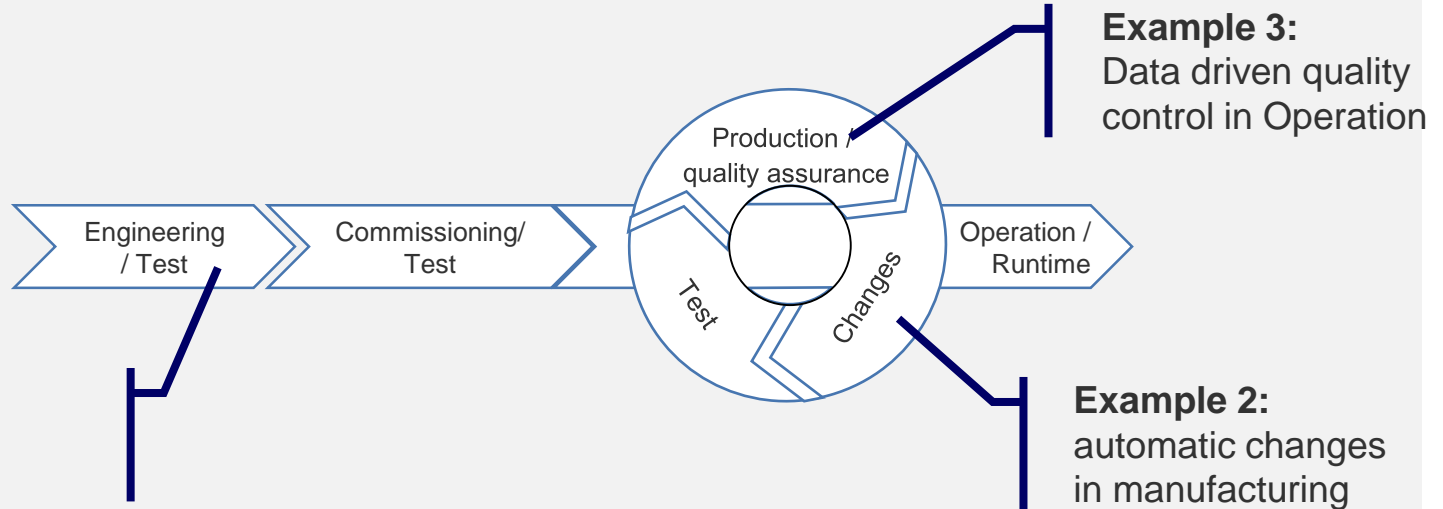 Example 3:
Data driven quality
control in Operation
Production /
quality assurance
Engineering
/ Test
Commissioning/
Test
Operation /
Runtime
Test
Changes
Example 2:
automatic changes
in manufacturing